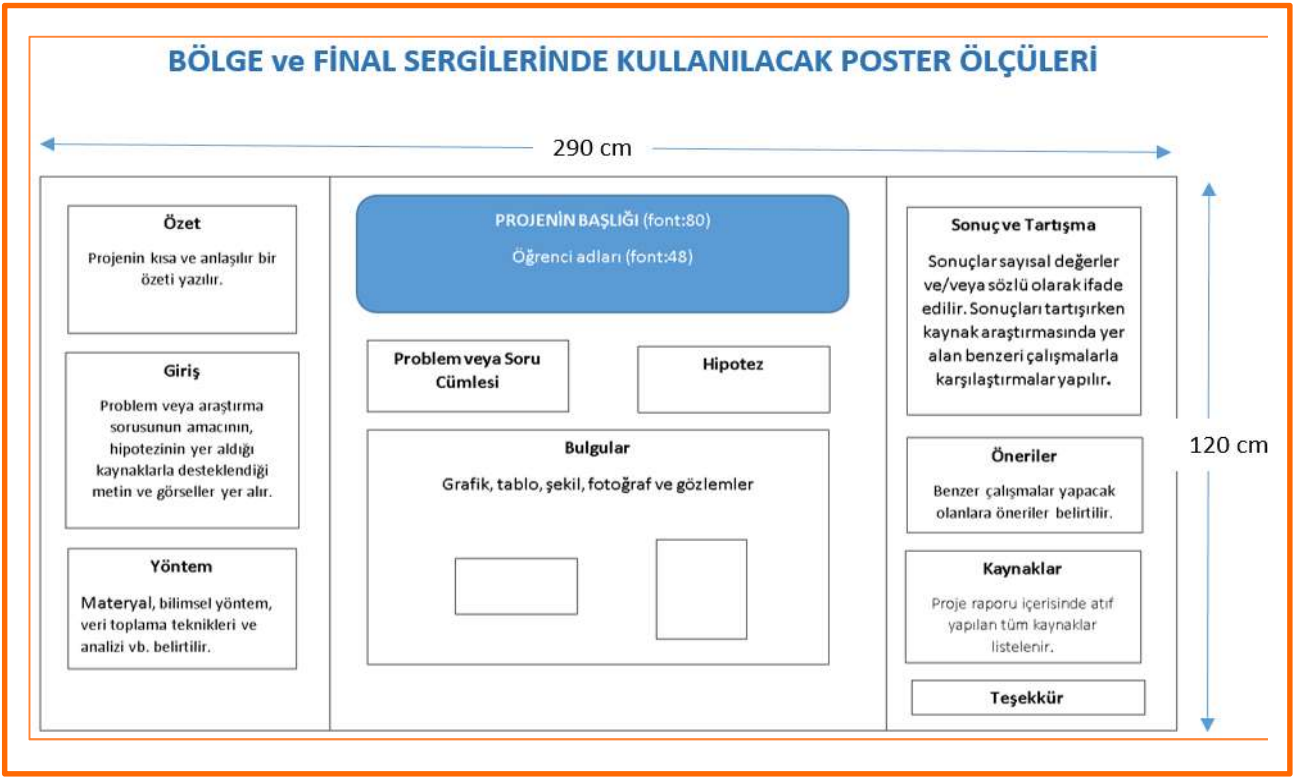 BÖLGE ve FİNAL SERGİLERİNDE KULLANILACAK POSTER ÖLÇÜLERİ
290 cm
Özet
Projenin kısa ve anlaşılır bir
özeti yazılır.
Giriş
Problem veya araştırma
sorusunun amacının,
hipotezinin yer aldığı
kaynaklarla desteklendiği
metin ve görseller yer alır.
Yöntem
Materyal, bilimsel yöntem,
veri toplama teknikleri ve
analizi vb. belirtilir.
PROJENİN BAŞLIĞI (font:80)
Öğrenci adları (font:48)
Problem veya Soru
Cümlesi
Hipotez
Bulgular
Grafik, tablo, şekil, fotoğraf ve gözlemler
Sonuç ve Tartışma
Sonuçlar sayısal değerler
ve/veya sözlü olarak ifade
edilir. Sonuçları tartışırken
kaynak araştırmasında yer
alan benzeri çalışmalarla
karşılaştırmalar yapılır.
Öneriler
Benzer çalışmalar yapacak
olanlara öneriler belirtilir.
Kaynaklar
Proje raporu içerisinde atıf
yapılan tüm kaynaklar
listelenir.
Teşekkür
120 cm